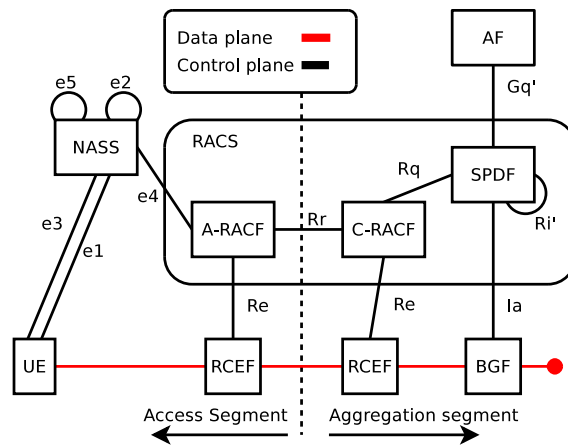 Data plane
Control plane
AF
e5
e2
Gq'
NASS
RACS
Rq
SPDF
e4
Ri'
e3
e1
A-RACF
Rr
C-RACF
Re
Re
Ia
UE
RCEF
RCEF
BGF
Access Segment
Aggregation segment